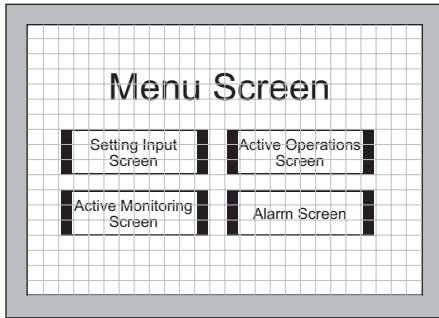 Menu Screen
Setting Input
Screen
Active Operations
Screen
Active Monitoring
Screen
Alarm Screen